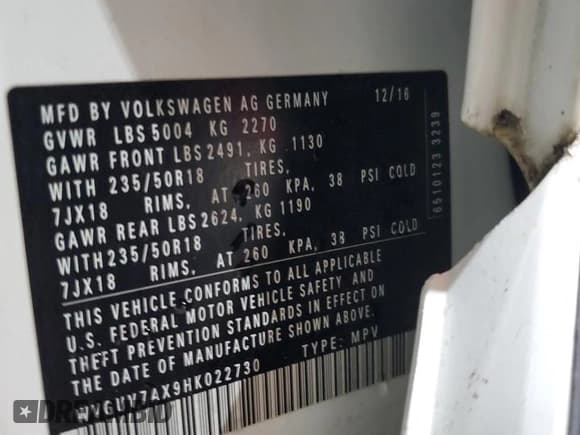 MFD BY VOLKSWAGEN AG GERMANY 12/16
GVWR LBS 5004 KG 2270
GAWR FRONT LBS 2491, KG 1130
WITH 235/50R18 TIRES,
7JX18 RIMS, AT 260 KPA, 38 PSI COLD
GAWR REAR LBS 2624, KG 1190
WITH 235/50R18 TIRES,
7JX18 RIMS, AT 260 KPA, 38 PSI COLD
THIS VEHICLE CONFORMS TO ALL APPLICABLE
U.S. FEDERAL MOTOR VEHICLE SAFETY AND
THEFT PREVENTION STANDARDS IN EFFECT ON
THE DATE OF MANUFACTURE SHOWN ABOVE.
TYPE: MPV
6510123 3239